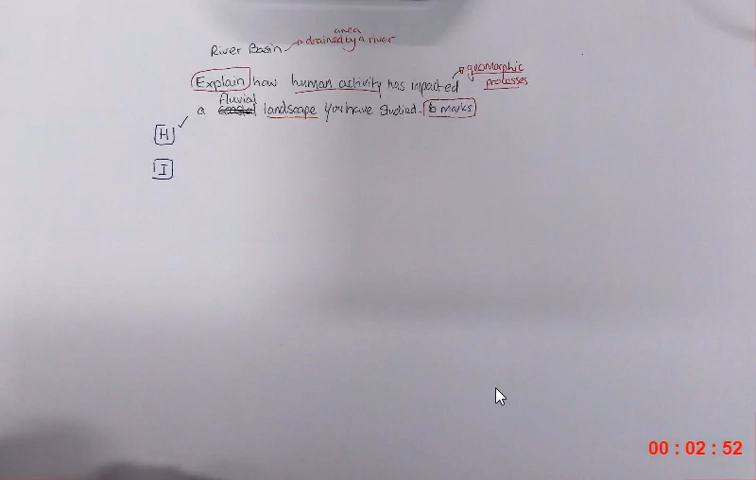 area
River Basin drained by a river
Explain how human activity has impacted geomorphic processes
fluvial
a landscape you have studied. 6 marks
H
I
00 : 02 : 52